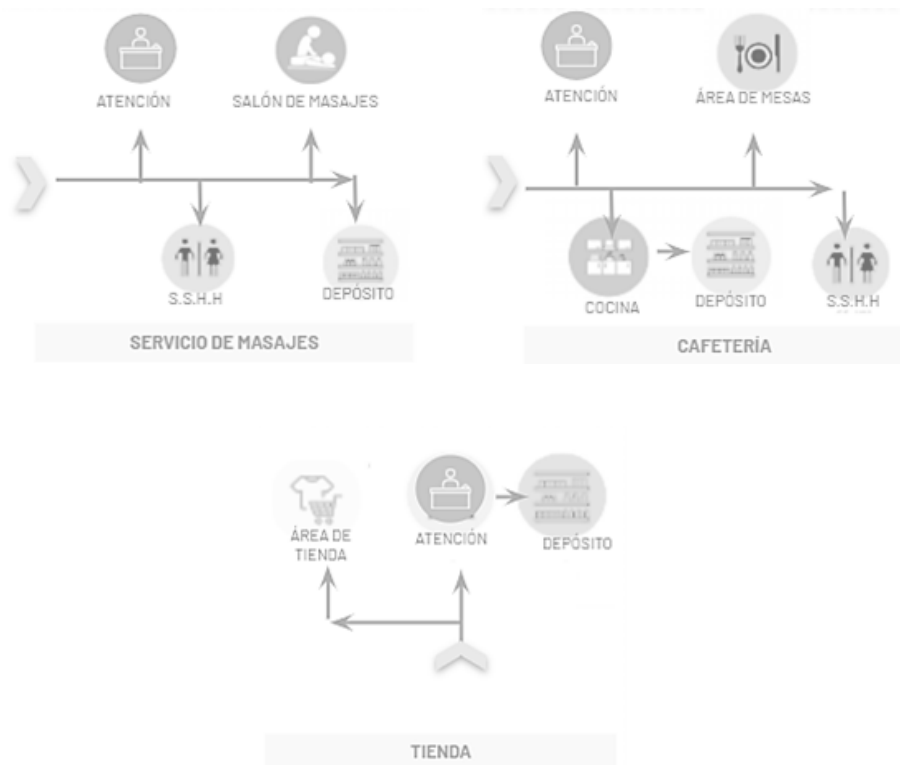 ATENCIÓN
SALÓN DE MASAJES
S.S.H.H
DEPÓSITO
SERVICIO DE MASAJES
ATENCIÓN
ÁREA DE MESAS
COCINA
DEPÓSITO
S.S.H.H
CAFETERÍA
ÁREA DE
TIENDA
ATENCIÓN
DEPÓSITO
TIENDA